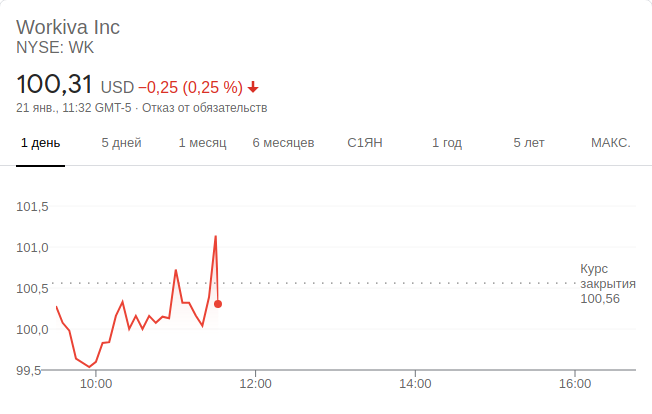 Workiva Inc
NYSE: WK
100,31 USD −0,25 (0,25 %)
21 янв., 11:32 GMT-5 · Отказ от обязательств
1 день 5 дней 1 месяц 6 месяцев С1ЯН 1 год 5 лет МАКС.
101,5
101,0
100,5
100,0
99,5
Курс
закрытия
100,56
10:00 12:00 14:00 16:00